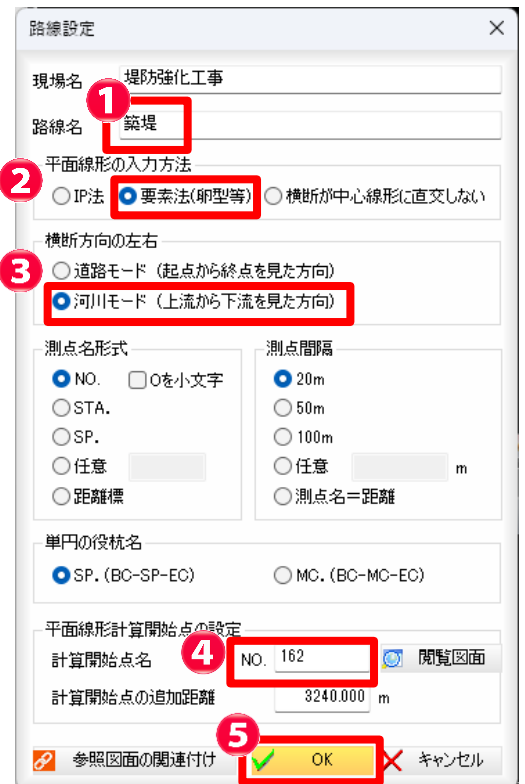 路線設定
現場名 堤防強化工事
1
路線名 築堤
平面線形の入力方法
2
IP法 要素法(卵型等) 横断が中心線形に直交しない
横断方向の左右
3
道路モード (起点から終点を見た方向)
河川モード (上流から下流を見た方向)
測点名形式 測点間隔
NO. 0を小文字 20m
STA. 50m
SP. 100m
任意 任意 m
距離標 測点名=距離
単円の役杭名
SP.(BC-SP-EC) MC.(BC-MC-EC)
平面線形計算開始点の設定
4
計算開始点名 NO. 162 閲覧図面
計算開始点の追加距離 3240.000 m
5
参照図面の関連付け OK キャンセル